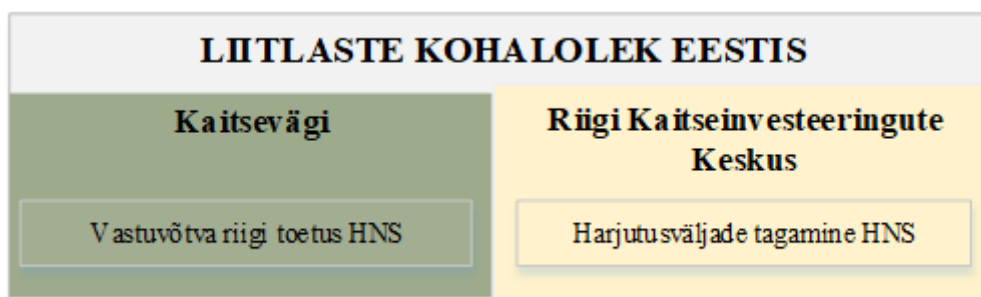 LIITLASTE KOHALOLEK EESTIS
Kaitsevägi
Vastuvõtva riigi toetus HNS
Riigi Kaitseinvesteeringute
Keskus
Harjutusväljade tagamine HNS